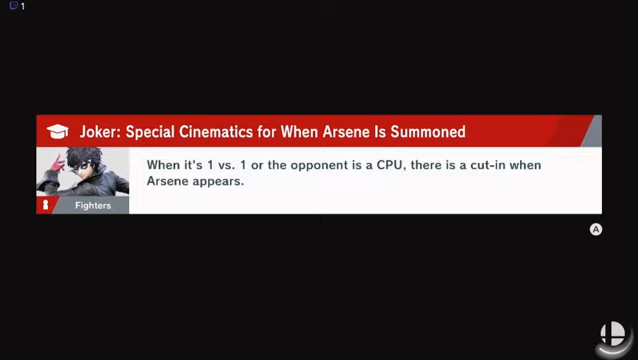 1
Joker: Special Cinematics for When Arsene Is Summoned
When it's 1 vs. 1 or the opponent is a CPU, there is a cut-in when
Arsene appears.
Fighters
A